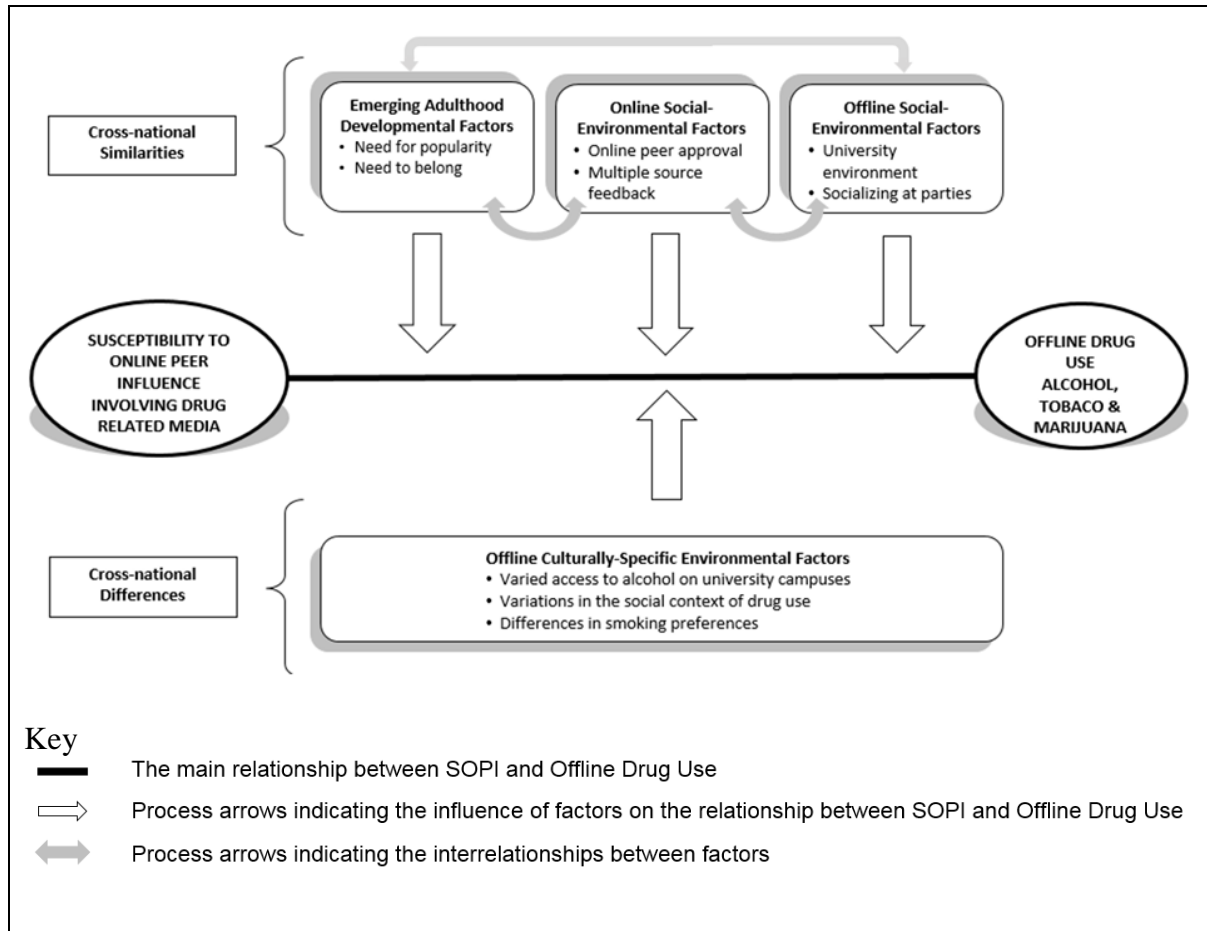 Cross-national
Similarities
Emerging Adulthood
Developmental Factors
• Need for popularity
• Need to belong
Online Social-
Environmental Factors
• Online peer approval
• Multiple source
feedback
Offline Social-
Environmental Factors
• University
environment
• Socializing at parties
SUSCEPTIBILITY TO
ONLINE PEER
INFLUENCE
INVOLVING DRUG
RELATED MEDIA
OFFLINE DRUG
USE
ALCOHOL,
TOBACO &
MARIJUANA
Cross-national
Differences
Offline Culturally-Specific Environmental Factors
• Varied access to alcohol on university campuses
• Variations in the social context of drug use
• Differences in smoking preferences
Key
The main relationship between SOPI and Offline Drug Use
Process arrows indicating the influence of factors on the relationship between SOPI and Offline Drug Use
Process arrows indicating the interrelationships between factors